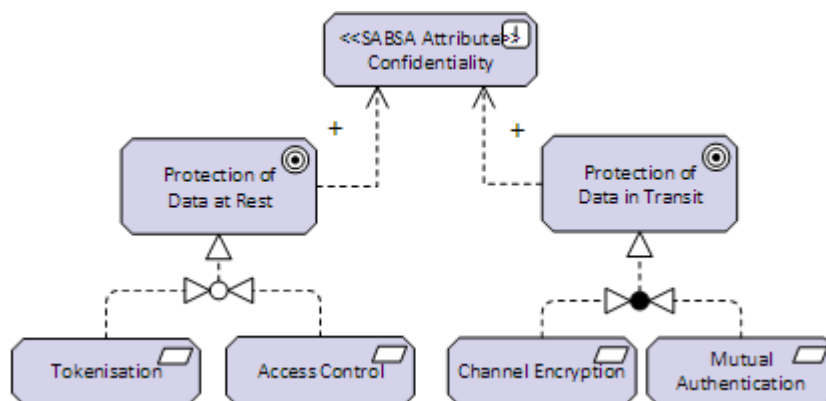 <<SABSA Attribute>>
Confidentiality
+
+
Protection of
Data at Rest
Protection of
Data in Transit
Tokenisation
Access Control
Channel Encryption
Mutual
Authentication